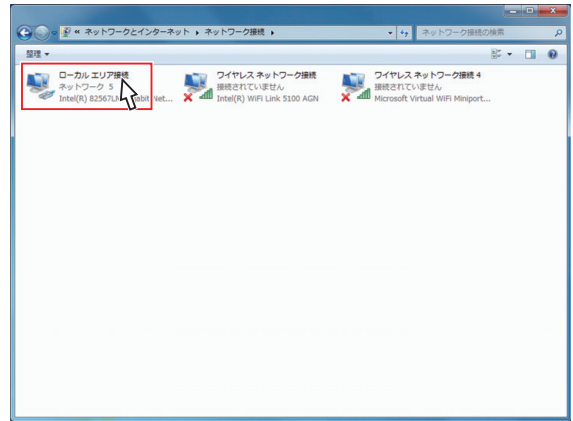 « ネットワークとインターネット ▸ ネットワーク接続 ▸
ネットワーク接続の検索
整理
ローカル エリア接続
ネットワーク 5
Intel(R) 82567LM Gigabit Net...
ワイヤレス ネットワーク接続
接続されていません
Intel(R) WiFi Link 5100 AGN
ワイヤレス ネットワーク接続 4
接続されていません
Microsoft Virtual WiFi Miniport...